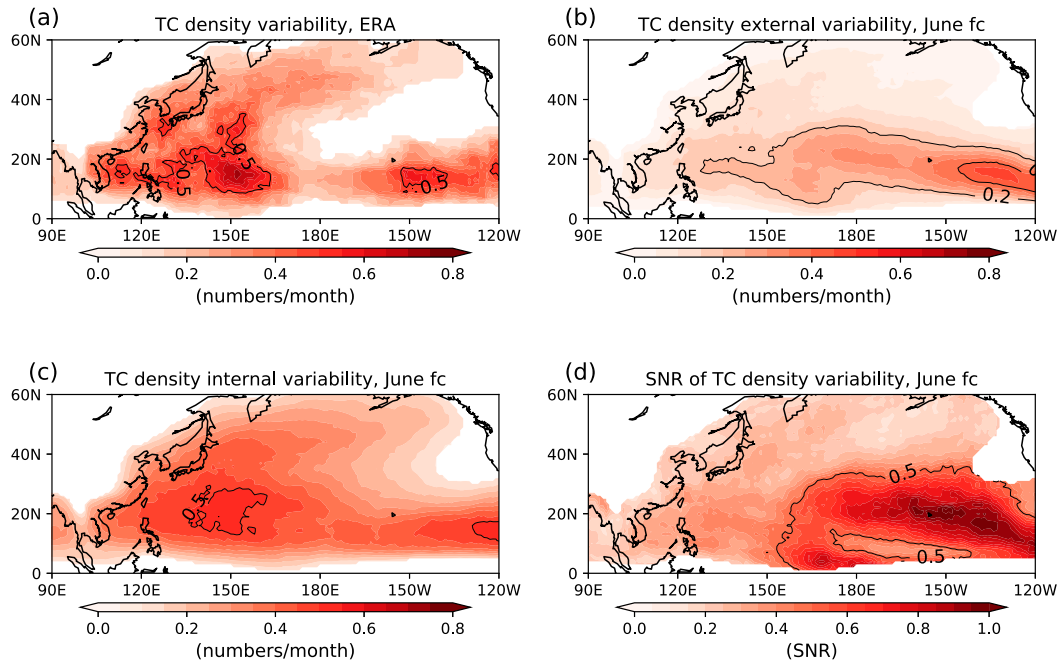 (a) TC density variability, ERA
60N
40N
20N
0
0.5
0.5
0.5
90E 120E 150E 180E 150W 120W
0.0 0.2 0.4 0.6 0.8
(numbers/month)
(b) TC density external variability, June fc
60N
40N
20N
0
0.2
90E 120E 150E 180E 150W 120W
0.0 0.2 0.4 0.6 0.8
(numbers/month)
(c) TC density internal variability, June fc
60N
40N
20N
0
90E 120E 150E 180E 150W 120W
0.0 0.2 0.4 0.6 0.8
(numbers/month)
(d) SNR of TC density variability, June fc
60N
40N
20N
0
0.5
0.5
90E 120E 150E 180E 150W 120W
0.0 0.2 0.4 0.6 0.8 1.0
(SNR)